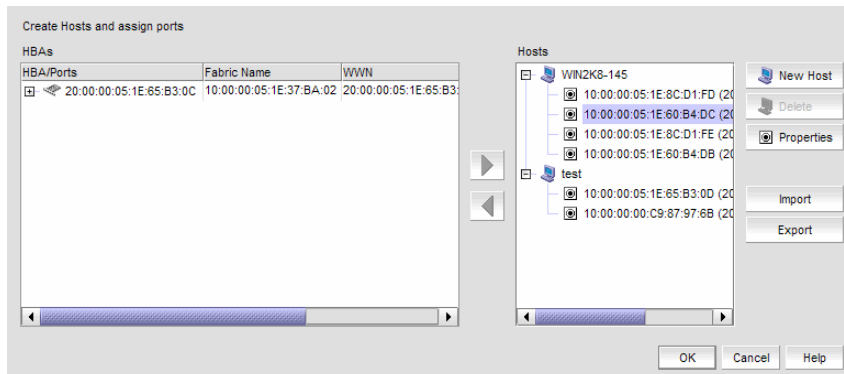 Create Hosts and assign ports
HBAs
HBA/Ports Fabric Name WWN
20:00:00:05:1E:65:B3:0C 10:00:00:05:1E:37:BA:02 20:00:00:05:1E:65:B3:
Hosts
WIN2K8-145
10:00:00:05:1E:8C:D1:FD (20
10:00:00:05:1E:60:B4:DC (20
10:00:00:05:1E:8C:D1:FE (20
10:00:00:05:1E:60:B4:DB (20
test
10:00:00:05:1E:65:B3:0D (20
10:00:00:00:C9:87:97:6B (20
New Host
Delete
Properties
Import
Export
OK Cancel Help